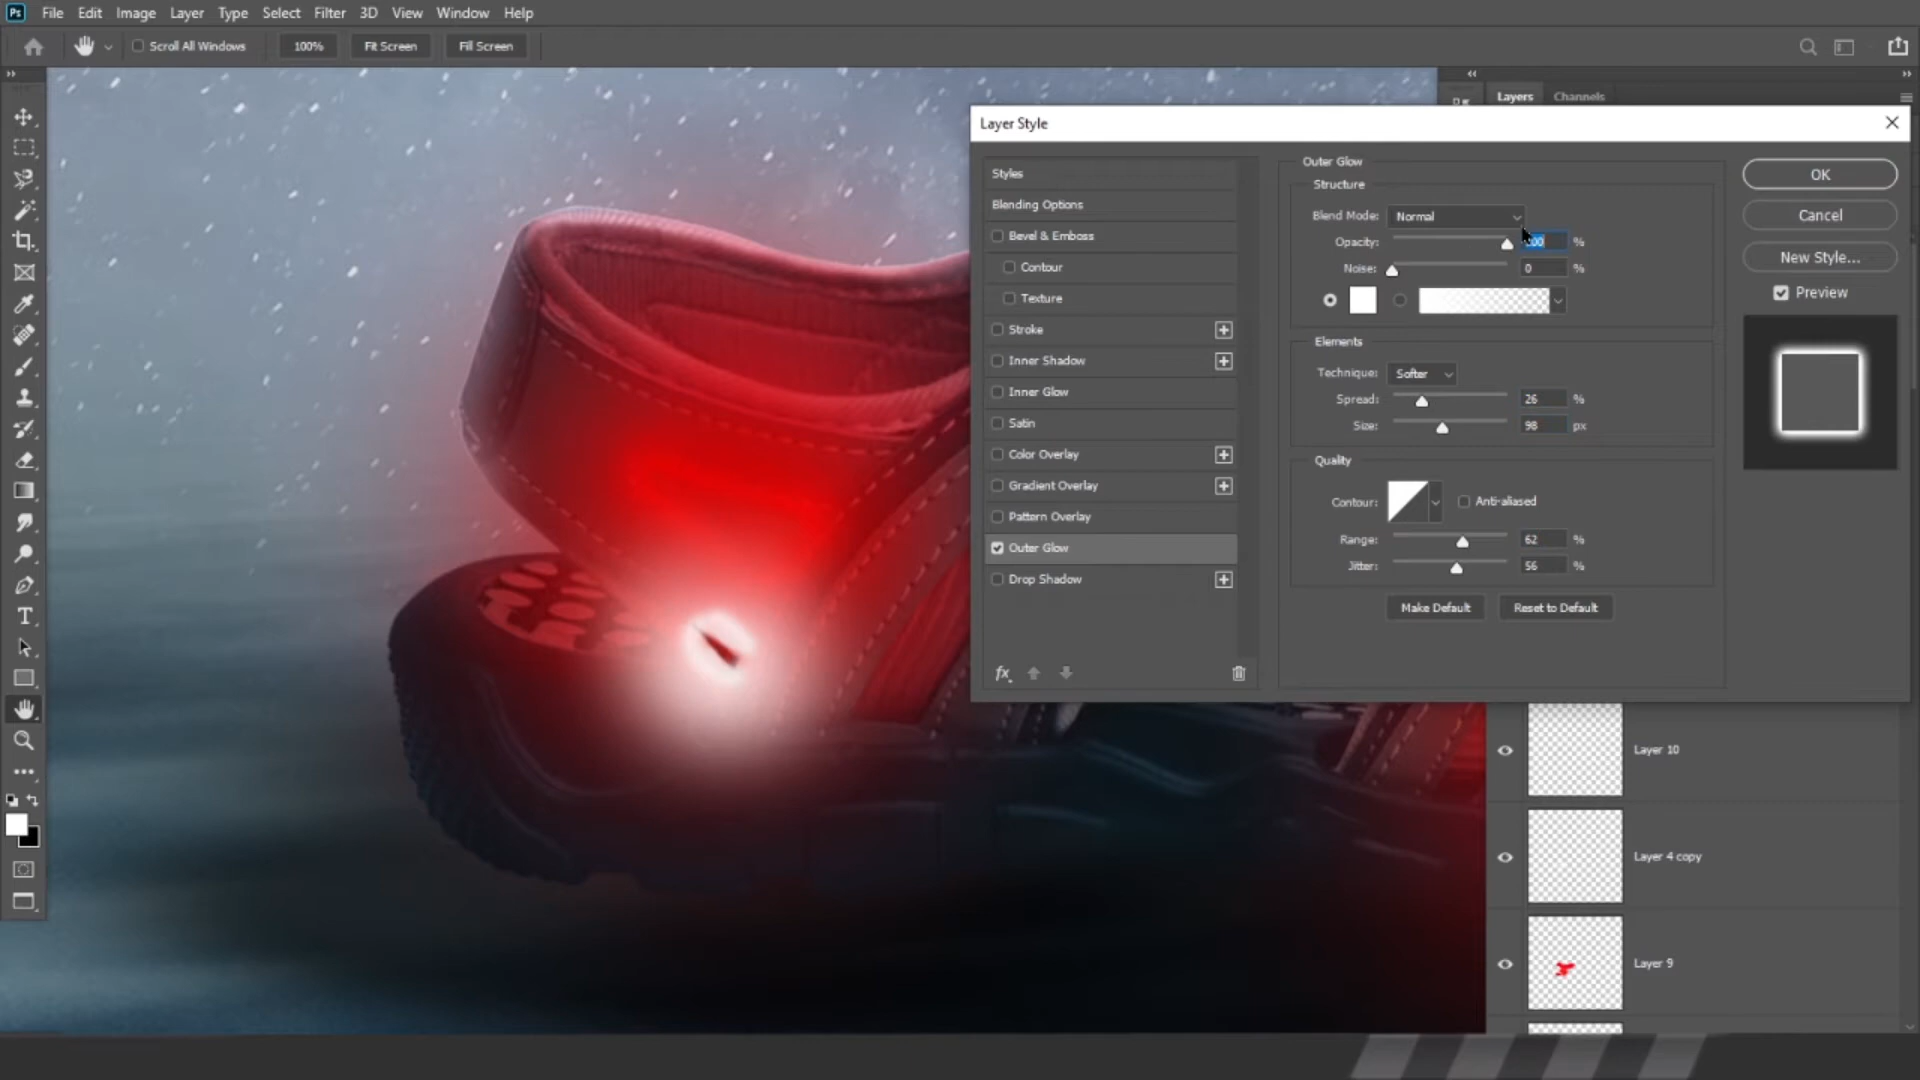 Ps File Edit Image Layer Type Select Filter 3D View Window Help
Scroll All Windows 100% Fit Screen Fill Screen
Layers Channels
Layer Style
Styles
Blending Options
Bevel & Emboss
Contour
Texture
Stroke
Inner Shadow
Inner Glow
Satin
Color Overlay
Gradient Overlay
Pattern Overlay
Outer Glow
Drop Shadow
fx
Outer Glow
Structure
Blend Mode: Normal
Opacity: %
Noise: 0 %
Elements
Technique: Softer
Spread: 26 %
Size: 98 px
Quality
Contour: Anti-aliased
Range: 62 %
Jitter: 56 %
Make Default Reset to Default
OK
Cancel
New Style...
Preview
Layer 10
Layer 4 copy
Layer 9